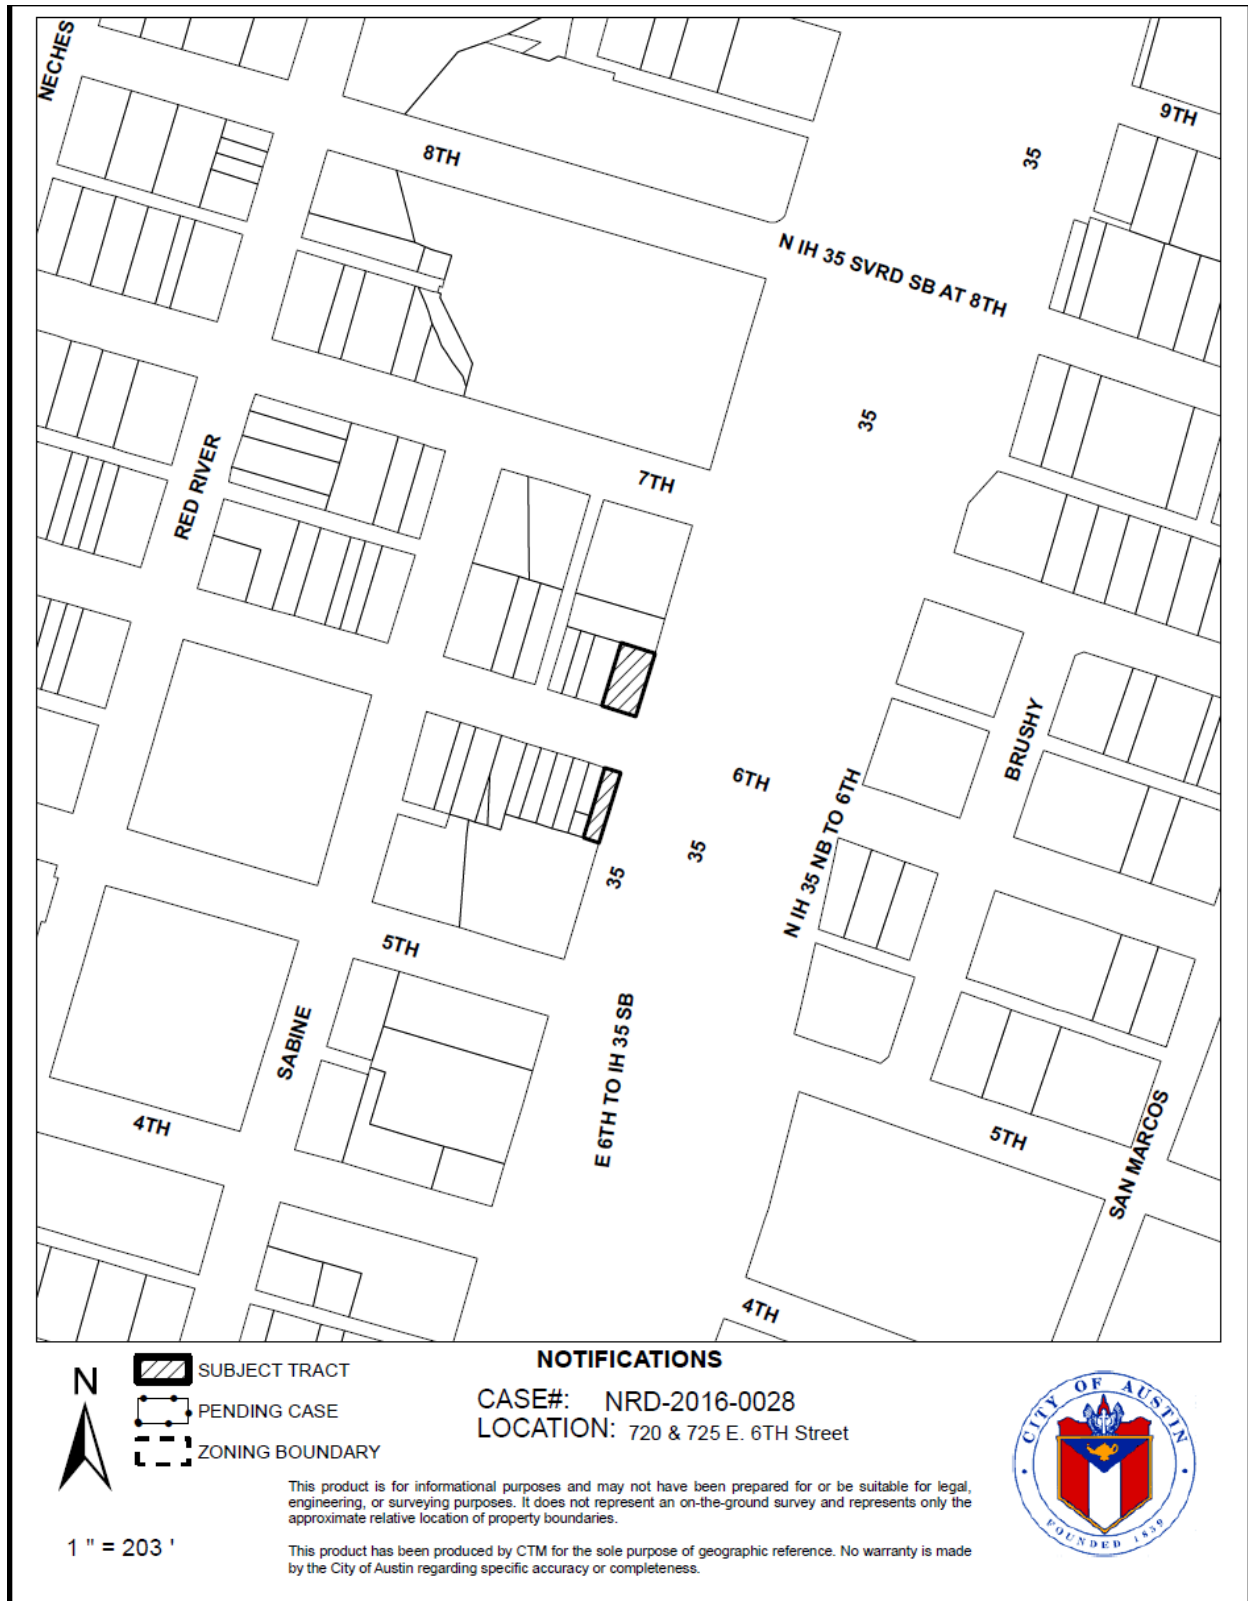 NECHES
9TH
8TH
35
N IH 35 SVRD SB AT 8TH
35
RED RIVER
7TH
BRUSHY
6TH
N IH 35 NB TO 6TH
35
35
5TH
E 6TH TO IH 35 SB
SABINE
4TH
5TH
SAN MARCOS
4TH
N
1 " = 203 '
SUBJECT TRACT
PENDING CASE
ZONING BOUNDARY
NOTIFICATIONS
CASE#: NRD-2016-0028
LOCATION: 720 & 725 E. 6TH Street
This product is for informational purposes and may not have been prepared for or be suitable for legal,
engineering, or surveying purposes. It does not represent an on-the-ground survey and represents only the
approximate relative location of property boundaries.
This product has been produced by CTM for the sole purpose of geographic reference. No warranty is made
by the City of Austin regarding specific accuracy or completeness.
CITY OF AUSTIN
FOUNDED 1839